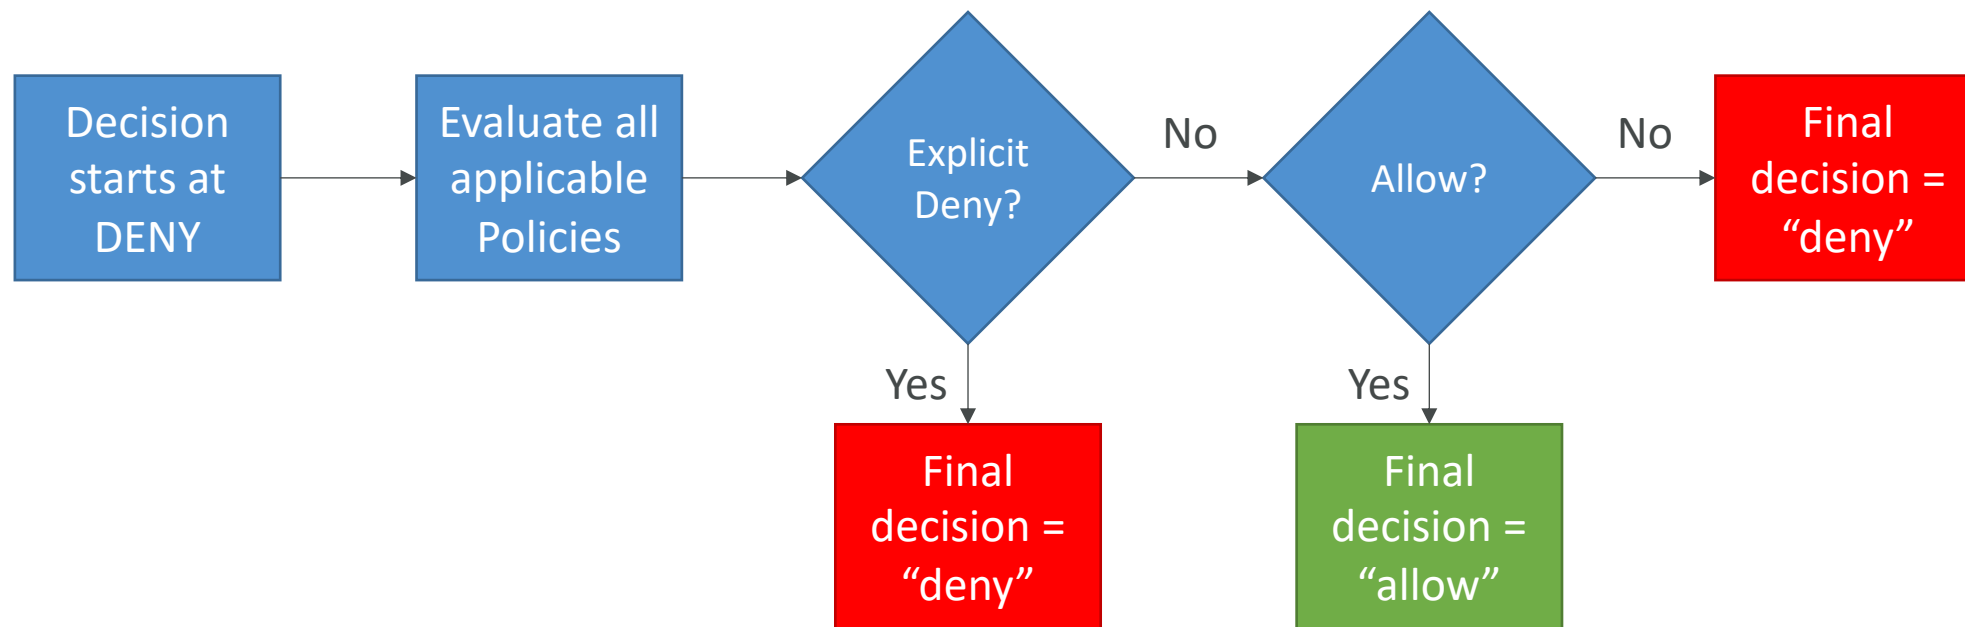 Decision
starts at
DENY
Evaluate all
applicable
Policies
Explicit
Deny?
No
Allow?
No
Final
decision =
“deny”
Yes
Final
decision =
“deny”
Yes
Final
decision =
“allow”